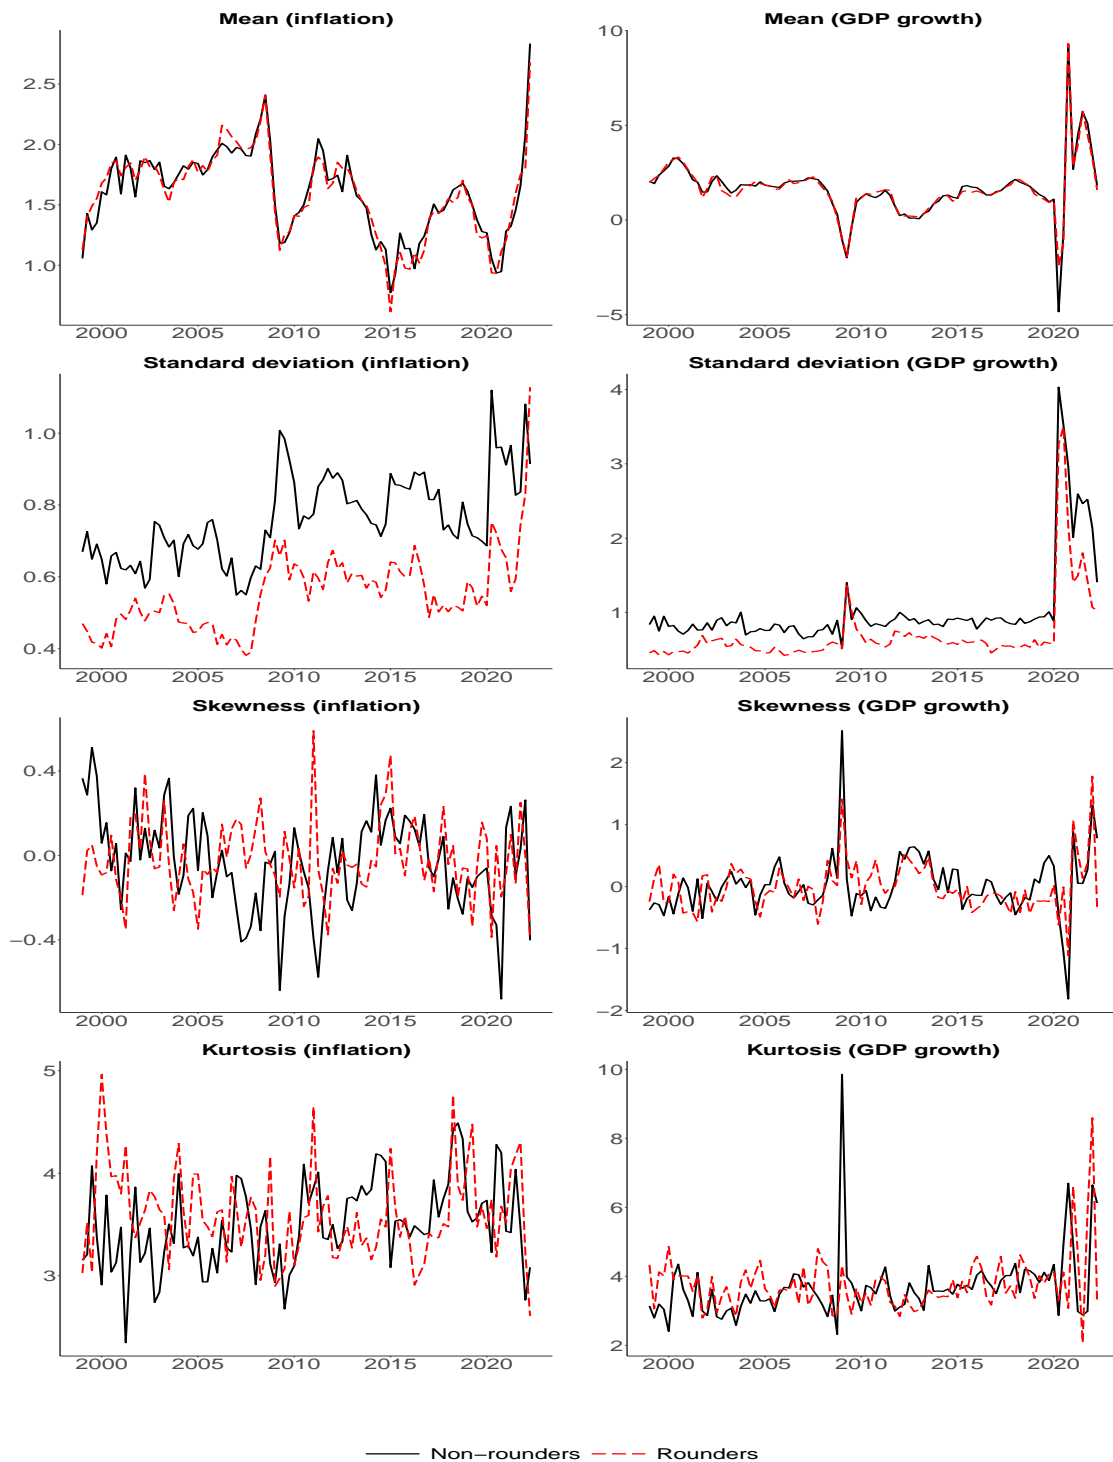 Mean (inflation)
2.5
2.0
1.5
1.0
2000 2005 2010 2015 2020
Mean (GDP growth)
10
5
0
−5
2000 2005 2010 2015 2020
Standard deviation (inflation)
1.0
0.8
0.6
0.4
2000 2005 2010 2015 2020
Standard deviation (GDP growth)
4
3
2
1
2000 2005 2010 2015 2020
Skewness (inflation)
0.4
0.0
−0.4
2000 2005 2010 2015 2020
Skewness (GDP growth)
2
1
0
−1
−2
2000 2005 2010 2015 2020
Kurtosis (inflation)
5
4
3
2000 2005 2010 2015 2020
Kurtosis (GDP growth)
10
8
6
4
2
2000 2005 2010 2015 2020
Non−rounders Rounders